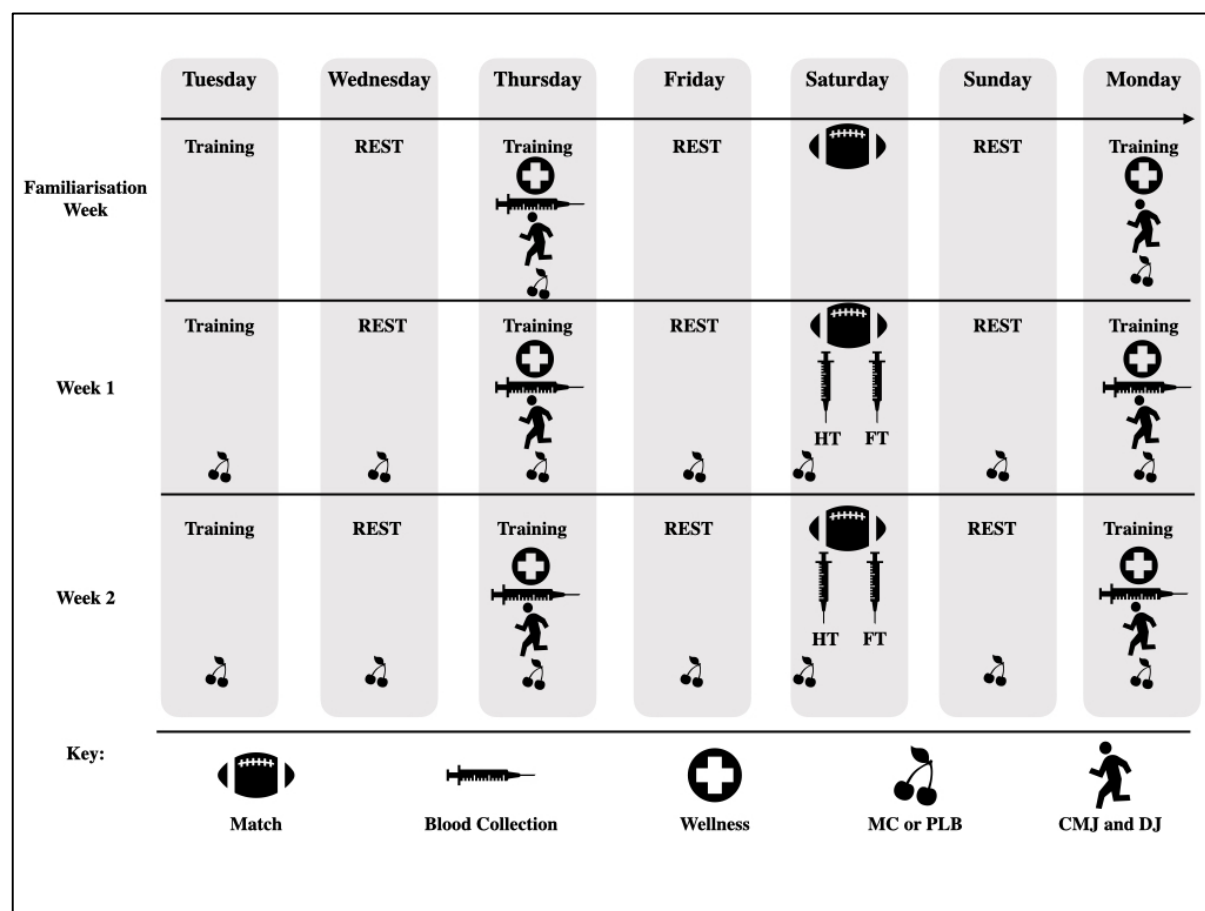 Tuesday Wednesday Thursday Friday Saturday Sunday Monday
Training REST Training REST REST Training
Familiarisation
Week
Training REST Training REST REST Training
Week 1
HT FT
Training REST Training REST REST Training
Week 2
HT FT
Key:
Match Blood Collection Wellness MC or PLB CMJ and DJ